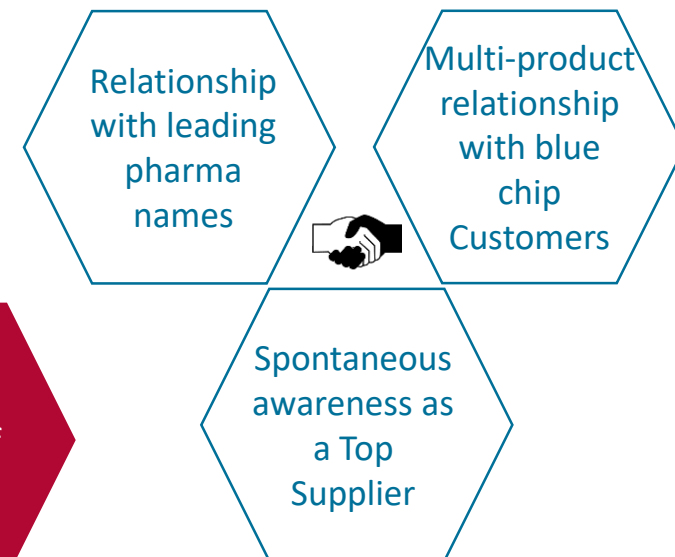 Relationship
with leading
pharma
names
Multi-product
relationship
with blue
chip
Customers
Spontaneous
awareness as
a Top
Supplier